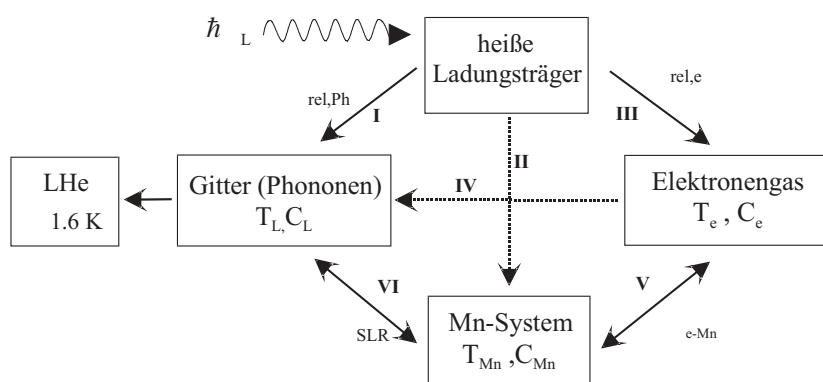 ħ L
heiße
Ladungsträger
rel,Ph
I
rel,e
III
II
LHe
1.6 K
Gitter (Phononen)
T_L,C_L
IV
Elektronengas
T_e , C_e
VI
V
SLR
Mn-System
T_Mn ,C_Mn
e-Mn